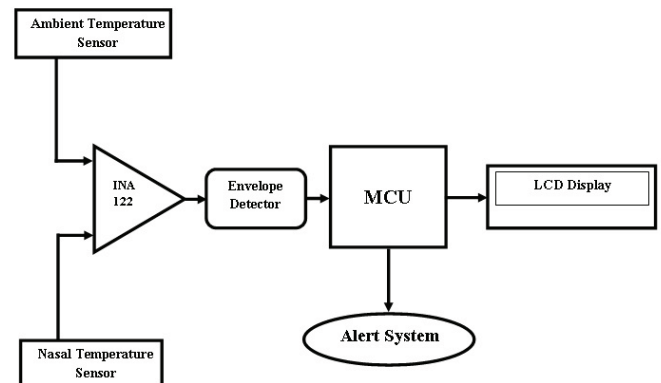 Ambient Temperature
Sensor
INA
122
Envelope
Detector
MCU
LCD Display
Alert System
Nasal Temperature
Sensor